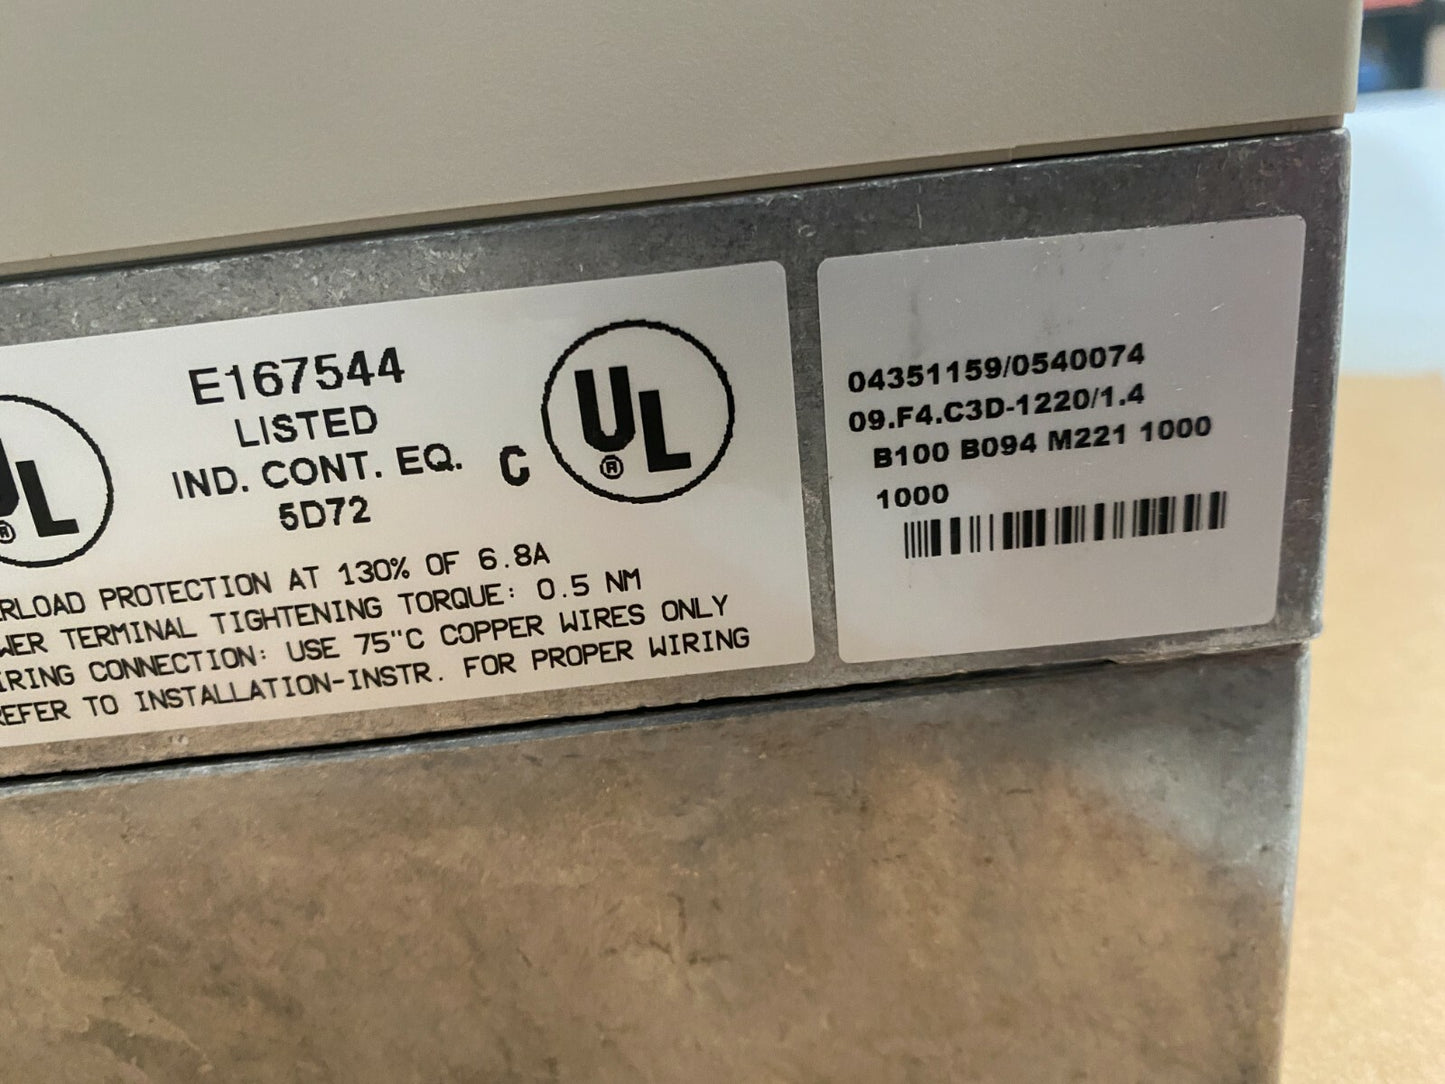 E167544
LISTED
IND. CONT. EQ.
5D72
UL
®
C
UL
®
RLOAD PROTECTION AT 130% OF 6.8A
WER TERMINAL TIGHTENING TORQUE: 0.5 NM
IRING CONNECTION: USE 75"C COPPER WIRES ONLY
REFER TO INSTALLATION-INSTR. FOR PROPER WIRING
04351159/0540074
09.F4.C3D-1220/1.4
B100 B094 M221 1000
1000